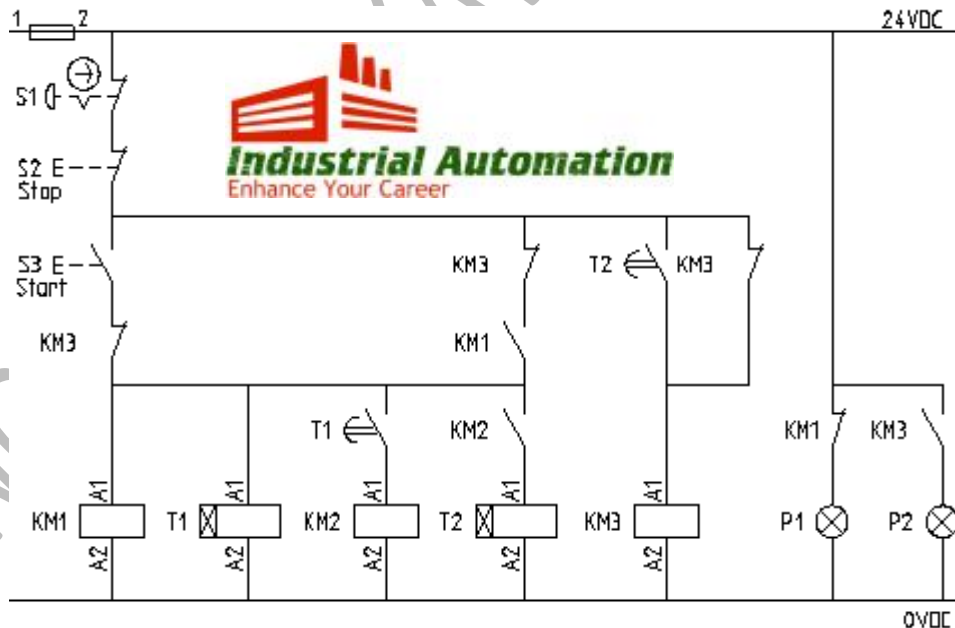 1 2 24VDC
S1
Industrial Automation
Enhance Your Career
S2 E
Stop
S3 E
Start
KM3 T2 KM3
KM3 KM1
T1 KM2 KM1 KM3
A1 A1 A1 A1 A1
KM1 T1 KM2 T2 KM3 P1 P2
A2 A2 A2 A2 A2
0VDC